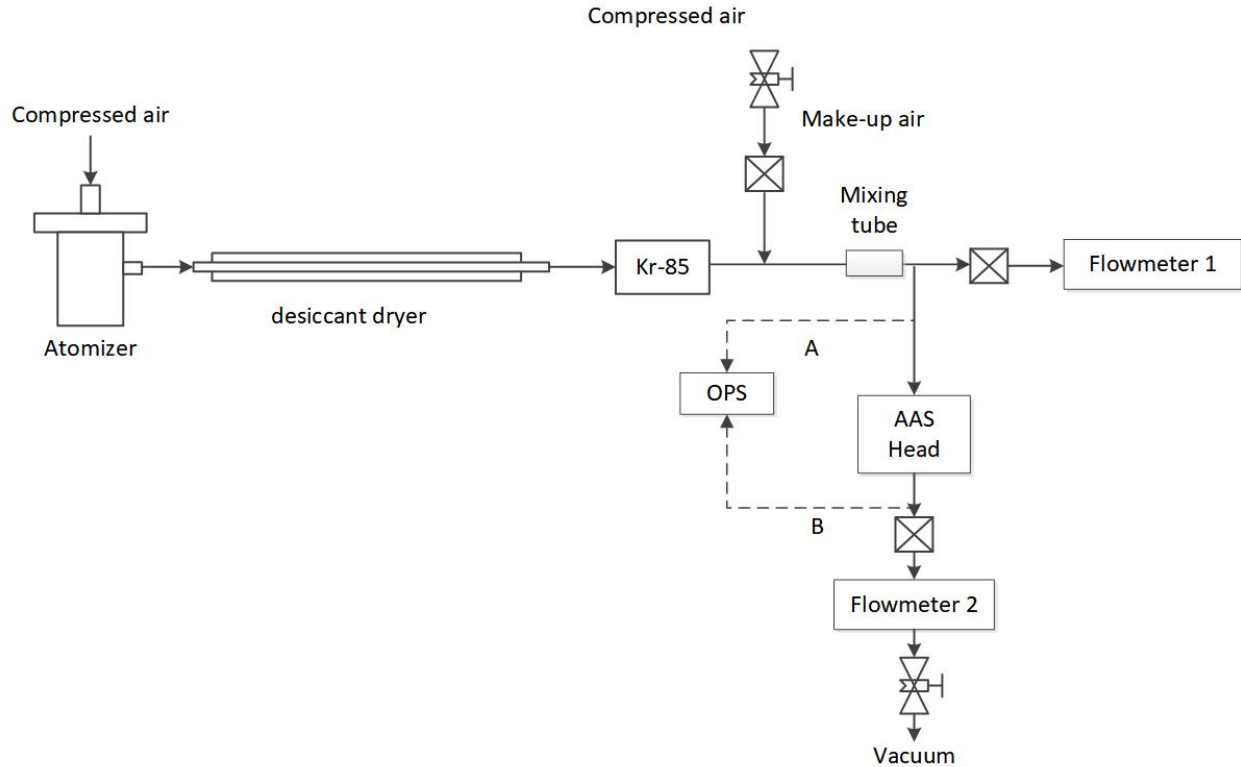 Compressed air
Compressed air
Make-up air
Mixing
tube
Kr-85
Flowmeter 1
desiccant dryer
Atomizer
A
OPS
AAS
Head
B
Flowmeter 2
Vacuum